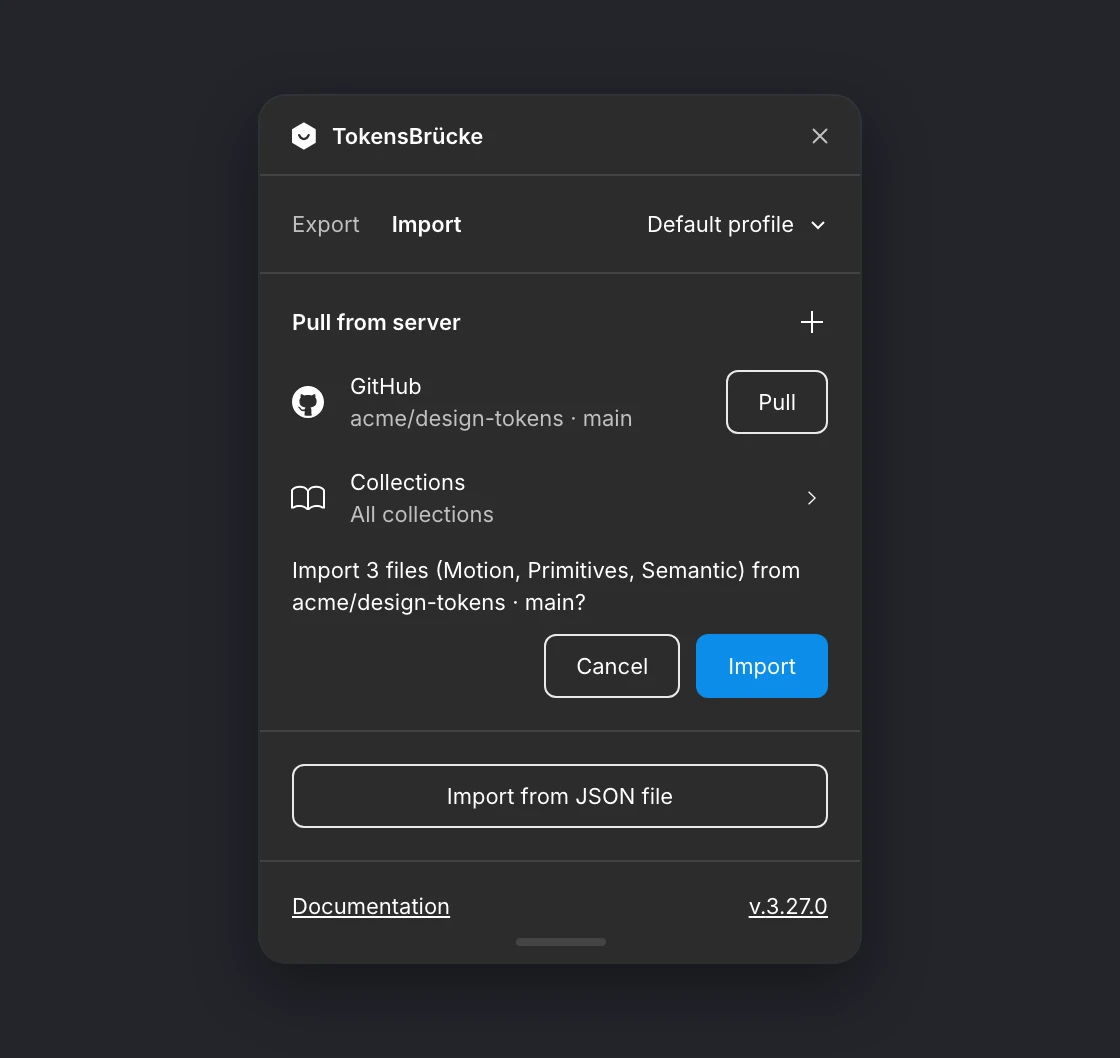 TokensBrücke
Export Import Default profile
Pull from server
GitHub
acme/design-tokens · main
Pull
Collections
All collections
Import 3 files (Motion, Primitives, Semantic) from
acme/design-tokens · main?
Cancel Import
Import from JSON file
Documentation v.3.27.0